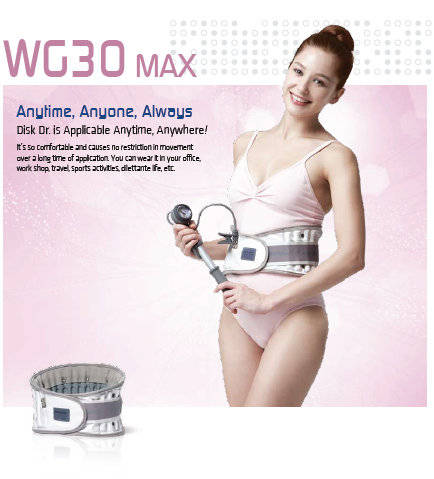 WG30 MAX
Anytime, Anyone, Always
Disk Dr. is Applicable Anytime, Anywhere!
It's so comfortable and causes no restriction in movement
over a long time of application. You can wear it in your office,
work shop, travel, sports activities, dilettante life, etc.